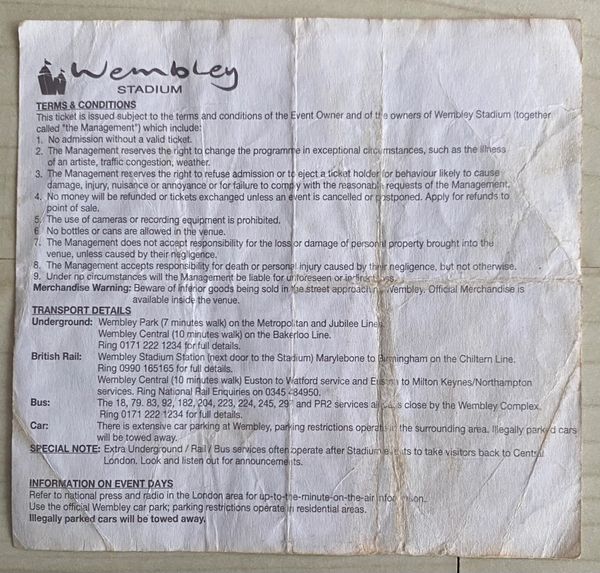 Wembley
STADIUM
TERMS & CONDITIONS
This ticket is issued subject to the terms and conditions of the Event Owner and of the owners of Wembley Stadium (together
called "the Management") which include:
1. No admission without a valid ticket.
2. The Management reserves the right to change the programme in exceptional circumstances, such as the illness
of an artiste, traffic congestion, weather.
3. The Management reserves the right to refuse admission or to eject a ticket holder for behaviour likely to cause
damage, injury, nuisance or annoyance or for failure to comply with the reasonable requests of the Management.
4. No money will be refunded or tickets exchanged unless an event is cancelled or postponed. Apply for refunds to
point of sale.
5. The use of cameras or recording equipment is prohibited.
6. No bottles or cans are allowed in the venue.
7. The Management does not accept responsibility for the loss or damage of personal property brought into the
venue, unless caused by their negligence.
8. The Management accepts responsibility for death or personal injury caused by their negligence, but not otherwise.
9. Under no circumstances will the Management be liable for unforeseen or indirect loss.
Merchandise Warning: Beware of inferior goods being sold in the street approaching Wembley. Official Merchandise is
available inside the venue.
TRANSPORT DETAILS
Underground: Wembley Park (7 minutes walk) on the Metropolitan and Jubilee Lines.
Wembley Central (10 minutes walk) on the Bakerloo Line.
Ring 0171 222 1234 for full details.
British Rail: Wembley Stadium Station (next door to the Stadium) Marylebone to Birmingham on the Chiltern Line.
Ring 0990 165165 for full details.
Wembley Central (10 minutes walk) Euston to Watford service and Euston to Milton Keynes/Northampton
services. Ring National Rail Enquiries on 0345 484950.
Bus: The 18, 79, 83, 92, 182, 204, 223, 224, 245, 297 and PR2 services all pass close by the Wembley Complex.
Ring 0171 222 1234 for full details.
Car: There is extensive car parking at Wembley, parking restrictions operate in the surrounding area. Illegally parked cars
will be towed away.
SPECIAL NOTE: Extra Underground / Rail / Bus services often operate after Stadium events to take visitors back to Central
London. Look and listen out for announcements.
INFORMATION ON EVENT DAYS
Refer to national press and radio in the London area for up-to-the-minute-on-the-air information.
Use the official Wembley car park; parking restrictions operate in residential areas.
Illegally parked cars will be towed away.